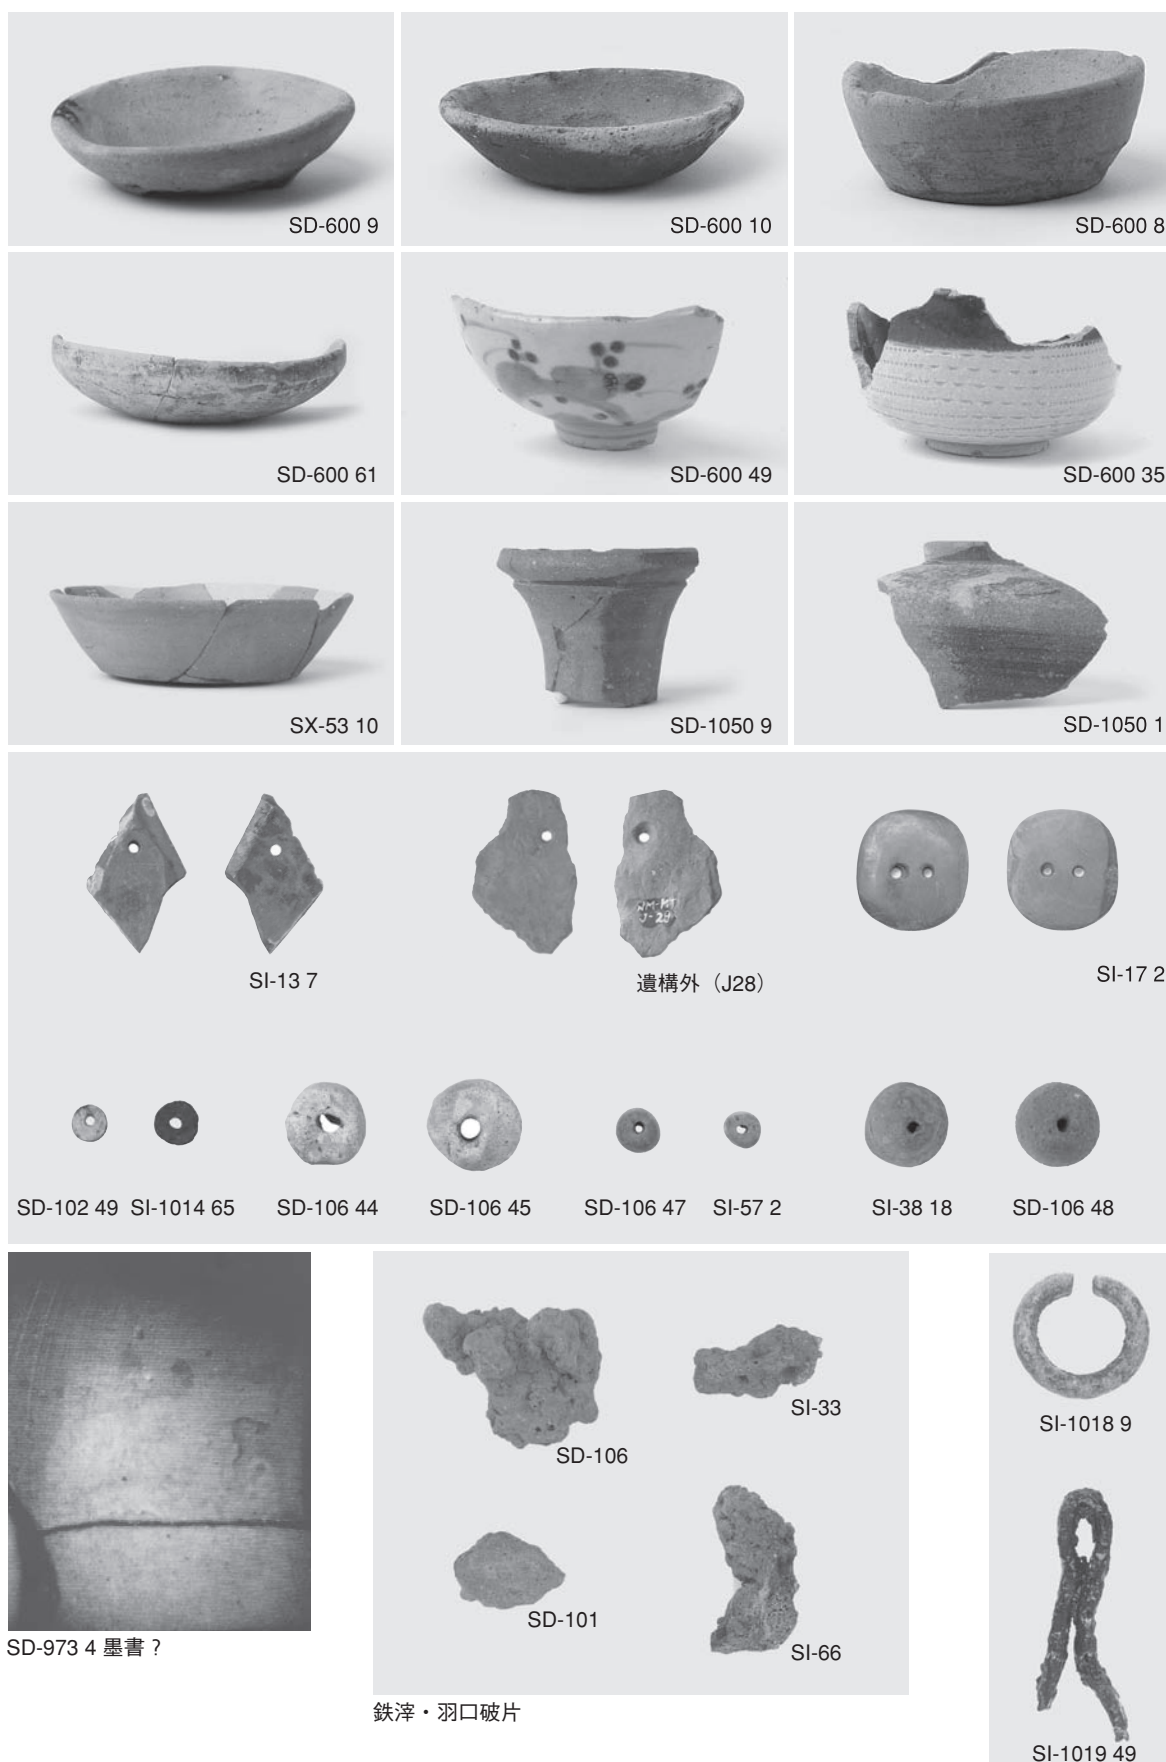 SD-600 9
SD-600 10
SD-600 8
SD-600 61
SD-600 49
SD-600 35
SX-53 10
SD-1050 9
SD-1050 1
J-28
SI-13 7
遺構外（J28）
SI-17 2
SD-102 49
SI-1014 65
SD-106 44
SD-106 45
SD-106 47
SI-57 2
SI-38 18
SD-106 48
SD-106
SI-33
SI-1018 9
SD-101
SI-66
SD-973 4 墨書？
鉄滓・羽口破片
SI-1019 49